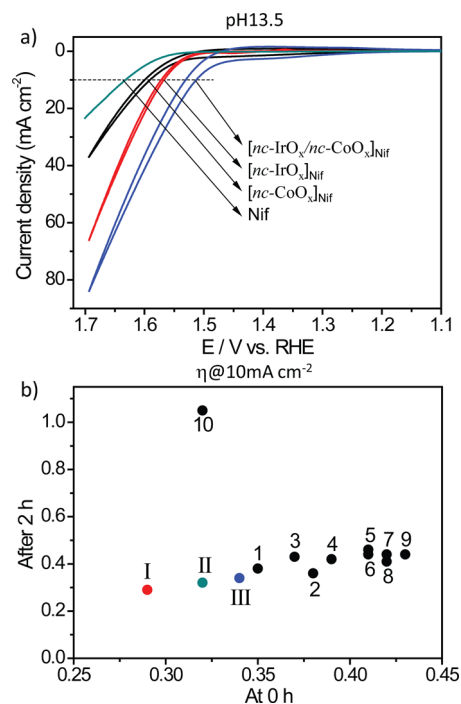 pH13.5
a)
0
20
40
60
80
Current density (mA cm⁻²)
[nc-IrOₓ/nc-CoOₓ]Nif
[nc-IrOₓ]Nif
[nc-CoOₓ]Nif
Nif
1.7 1.6 1.5 1.4 1.3 1.2 1.1
E / V vs. RHE
b)
η@10mA cm⁻²
1.0
0.8
0.6
0.4
0.2
0.0
After 2 h
10
I
II
III
1
2
3
4
5
6
7
8
9
0.25 0.30 0.35 0.40 0.45
At 0 h